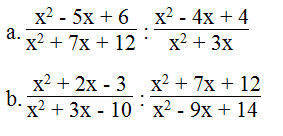 a. (x² - 5x + 6)/(x² + 7x + 12) : (x² - 4x + 4)/(x² + 3x)
b. (x² + 2x - 3)/(x² + 3x - 10) : (x² + 7x + 12)/(x² - 9x + 14)